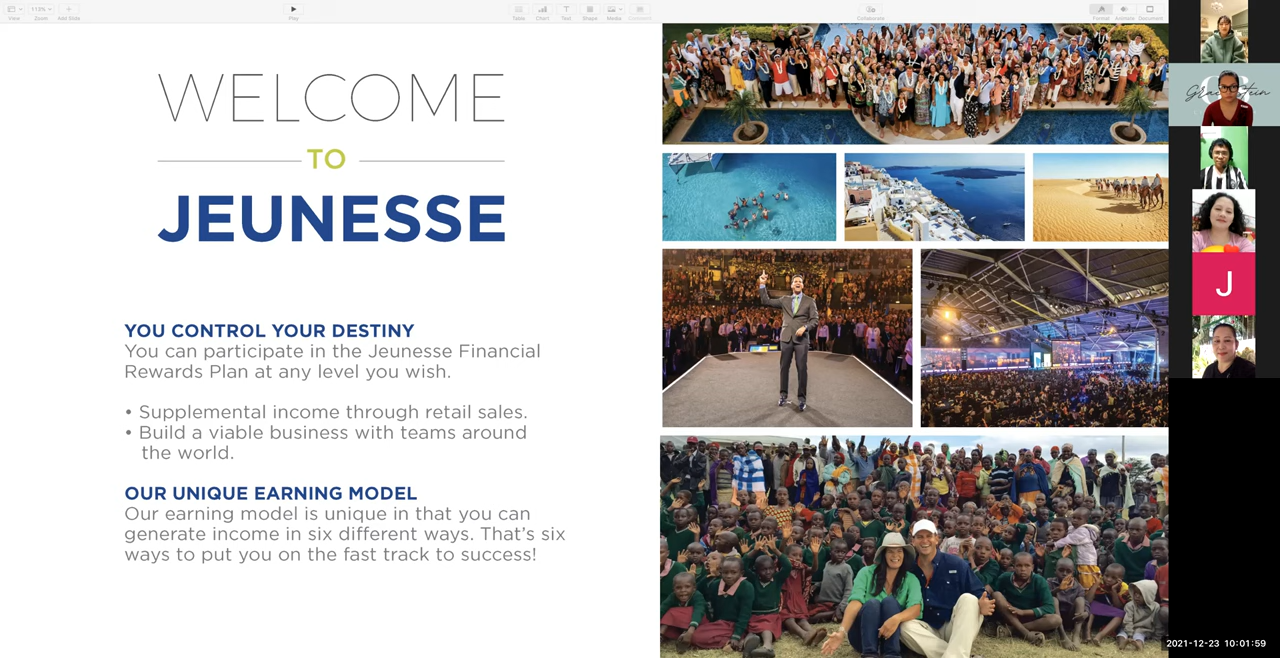 View
113%
Zoom
Add Slide
Play
Table
Chart
Text
Shape
Media
Comment
Collaborate
Format
Animate
Document
WELCOME
TO
JEUNESSE
YOU CONTROL YOUR DESTINY
You can participate in the Jeunesse Financial
Rewards Plan at any level you wish.
• Supplemental income through retail sales.
• Build a viable business with teams around
the world.
OUR UNIQUE EARNING MODEL
Our earning model is unique in that you can
generate income in six different ways. That’s six
ways to put you on the fast track to success!
J
2021-12-23 10:01:59